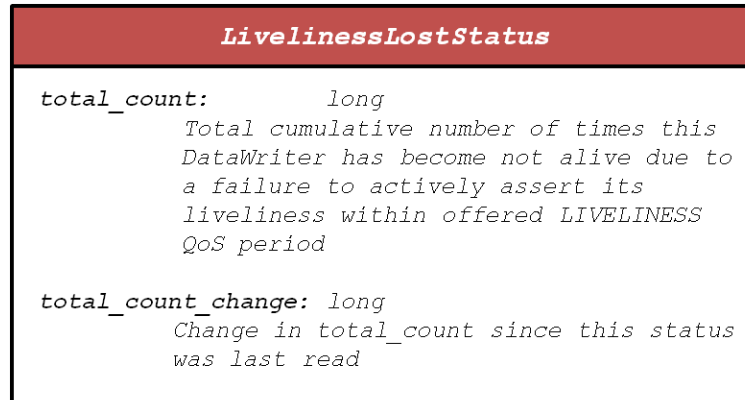 LivelinessLostStatus
total_count: long
Total cumulative number of times this
DataWriter has become not alive due to
a failure to actively assert its
liveliness within offered LIVELINESS
QoS period
total_count_change: long
Change in total_count since this status
was last read